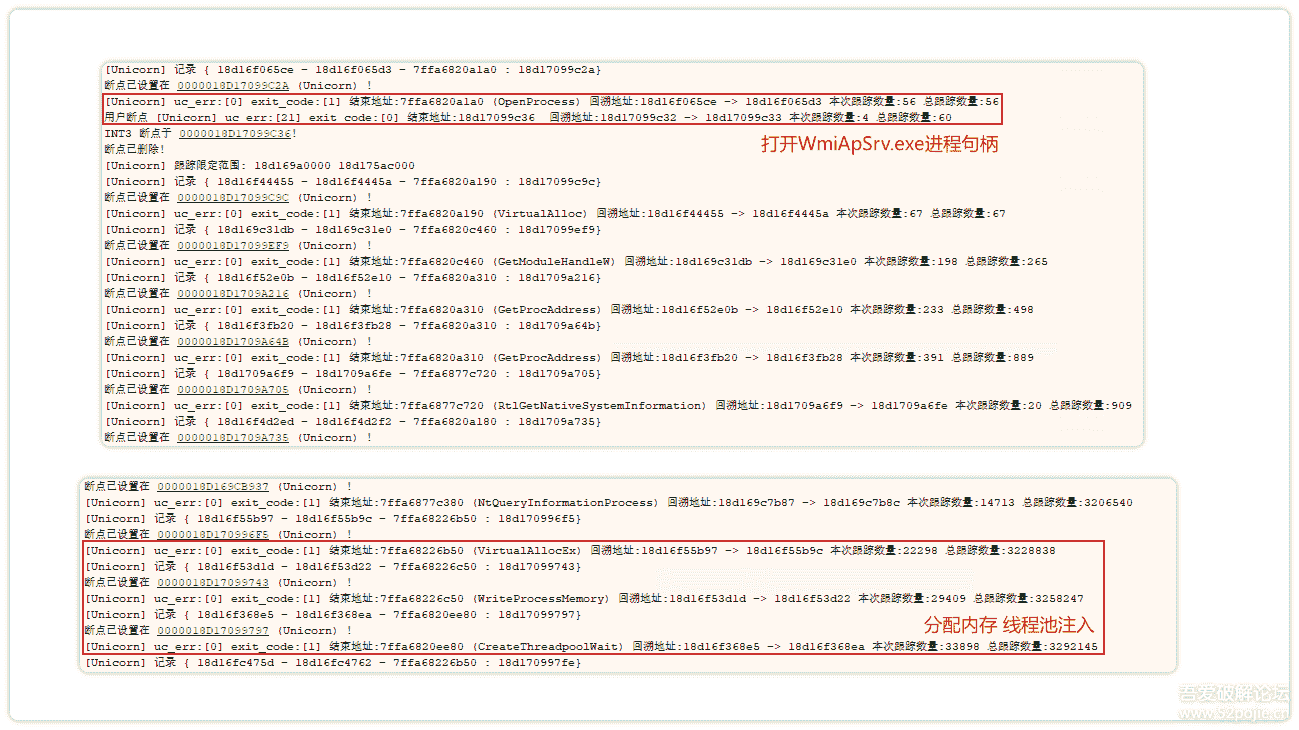 [Unicorn] 记录 { 18d16f065ce - 18d16f065d3 - 7ffa6820a1a0 : 18d17099c2a}
断点已设置在 0000018D17099C2A (Unicorn) !
[Unicorn] uc_err:[0] exit_code:[1] 结束地址:7ffa6820a1a0 (OpenProcess) 回溯地址:18d16f065ce -> 18d16f065d3 本次跟踪数量:56 总跟踪数量:56
用户断点 [Unicorn] uc_err:[21] exit_code:[0] 结束地址:18d17099c36 回溯地址:18d17099c32 -> 18d17099c33 本次跟踪数量:4 总跟踪数量:60
INT3 断点于 0000018D17099C36!
打开WmiApSrv.exe进程句柄
断点已删除!
[Unicorn] 跟踪限定范围: 18d169a0000 18d175ac000
[Unicorn] 记录 { 18d16f44455 - 18d16f4445a - 7ffa6820a190 : 18d17099c9c}
断点已设置在 0000018D17099C9C (Unicorn) !
[Unicorn] uc_err:[0] exit_code:[1] 结束地址:7ffa6820a190 (VirtualAlloc) 回溯地址:18d16f44455 -> 18d16f4445a 本次跟踪数量:67 总跟踪数量:67
[Unicorn] 记录 { 18d169c31db - 18d169c31e0 - 7ffa6820c460 : 18d17099ef9}
断点已设置在 0000018D17099EF9 (Unicorn) !
[Unicorn] uc_err:[0] exit_code:[1] 结束地址:7ffa6820c460 (GetModuleHandleW) 回溯地址:18d169c31db -> 18d169c31e0 本次跟踪数量:198 总跟踪数量:265
[Unicorn] 记录 { 18d16f52e0b - 18d16f52e10 - 7ffa6820a310 : 18d1709a216}
断点已设置在 0000018D1709A216 (Unicorn) !
[Unicorn] uc_err:[0] exit_code:[1] 结束地址:7ffa6820a310 (GetProcAddress) 回溯地址:18d16f52e0b -> 18d16f52e10 本次跟踪数量:233 总跟踪数量:498
[Unicorn] 记录 { 18d16f3fb20 - 18d16f3fb28 - 7ffa6820a310 : 18d1709a64b}
断点已设置在 0000018D1709A64B (Unicorn) !
[Unicorn] uc_err:[0] exit_code:[1] 结束地址:7ffa6820a310 (GetProcAddress) 回溯地址:18d16f3fb20 -> 18d16f3fb28 本次跟踪数量:391 总跟踪数量:889
[Unicorn] 记录 { 18d1709a6f9 - 18d1709a6fe - 7ffa6877c720 : 18d1709a705}
断点已设置在 0000018D1709A705 (Unicorn) !
[Unicorn] uc_err:[0] exit_code:[1] 结束地址:7ffa6877c720 (RtlGetNativeSystemInformation) 回溯地址:18d1709a6f9 -> 18d1709a6fe 本次跟踪数量:20 总跟踪数量:909
[Unicorn] 记录 { 18d16f4d2ed - 18d16f4d2f2 - 7ffa6820a180 : 18d1709a735}
断点已设置在 0000018D1709A735 (Unicorn) !
断点已设置在 0000018D169CB937 (Unicorn) !
[Unicorn] uc_err:[0] exit_code:[1] 结束地址:7ffa6877c380 (NtQueryInformationProcess) 回溯地址:18d169c7b87 -> 18d169c7b8c 本次跟踪数量:14713 总跟踪数量:3206540
[Unicorn] 记录 { 18d16f55b97 - 18d16f55b9c - 7ffa68226b50 : 18d170996f5}
断点已设置在 0000018D170996F5 (Unicorn) !
[Unicorn] uc_err:[0] exit_code:[1] 结束地址:7ffa68226b50 (VirtualAllocEx) 回溯地址:18d16f55b97 -> 18d16f55b9c 本次跟踪数量:22298 总跟踪数量:3228838
[Unicorn] 记录 { 18d16f53d1d - 18d16f53d22 - 7ffa68226c50 : 18d17099743}
断点已设置在 0000018D17099743 (Unicorn) !
[Unicorn] uc_err:[0] exit_code:[1] 结束地址:7ffa68226c50 (WriteProcessMemory) 回溯地址:18d16f53d1d -> 18d16f53d22 本次跟踪数量:29409 总跟踪数量:3258247
[Unicorn] 记录 { 18d16f368e5 - 18d16f368ea - 7ffa6820ee80 : 18d17099797}
断点已设置在 0000018D17099797 (Unicorn) !
分配内存 线程池注入
[Unicorn] uc_err:[0] exit_code:[1] 结束地址:7ffa6820ee80 (CreateThreadpoolWait) 回溯地址:18d16f368e5 -> 18d16f368ea 本次跟踪数量:33898 总跟踪数量:3292145
[Unicorn] 记录 { 18d16fc475d - 18d16fc4762 - 7ffa68226b50 : 18d170997fe}
吾爱破解论坛
www.52pojie.cn